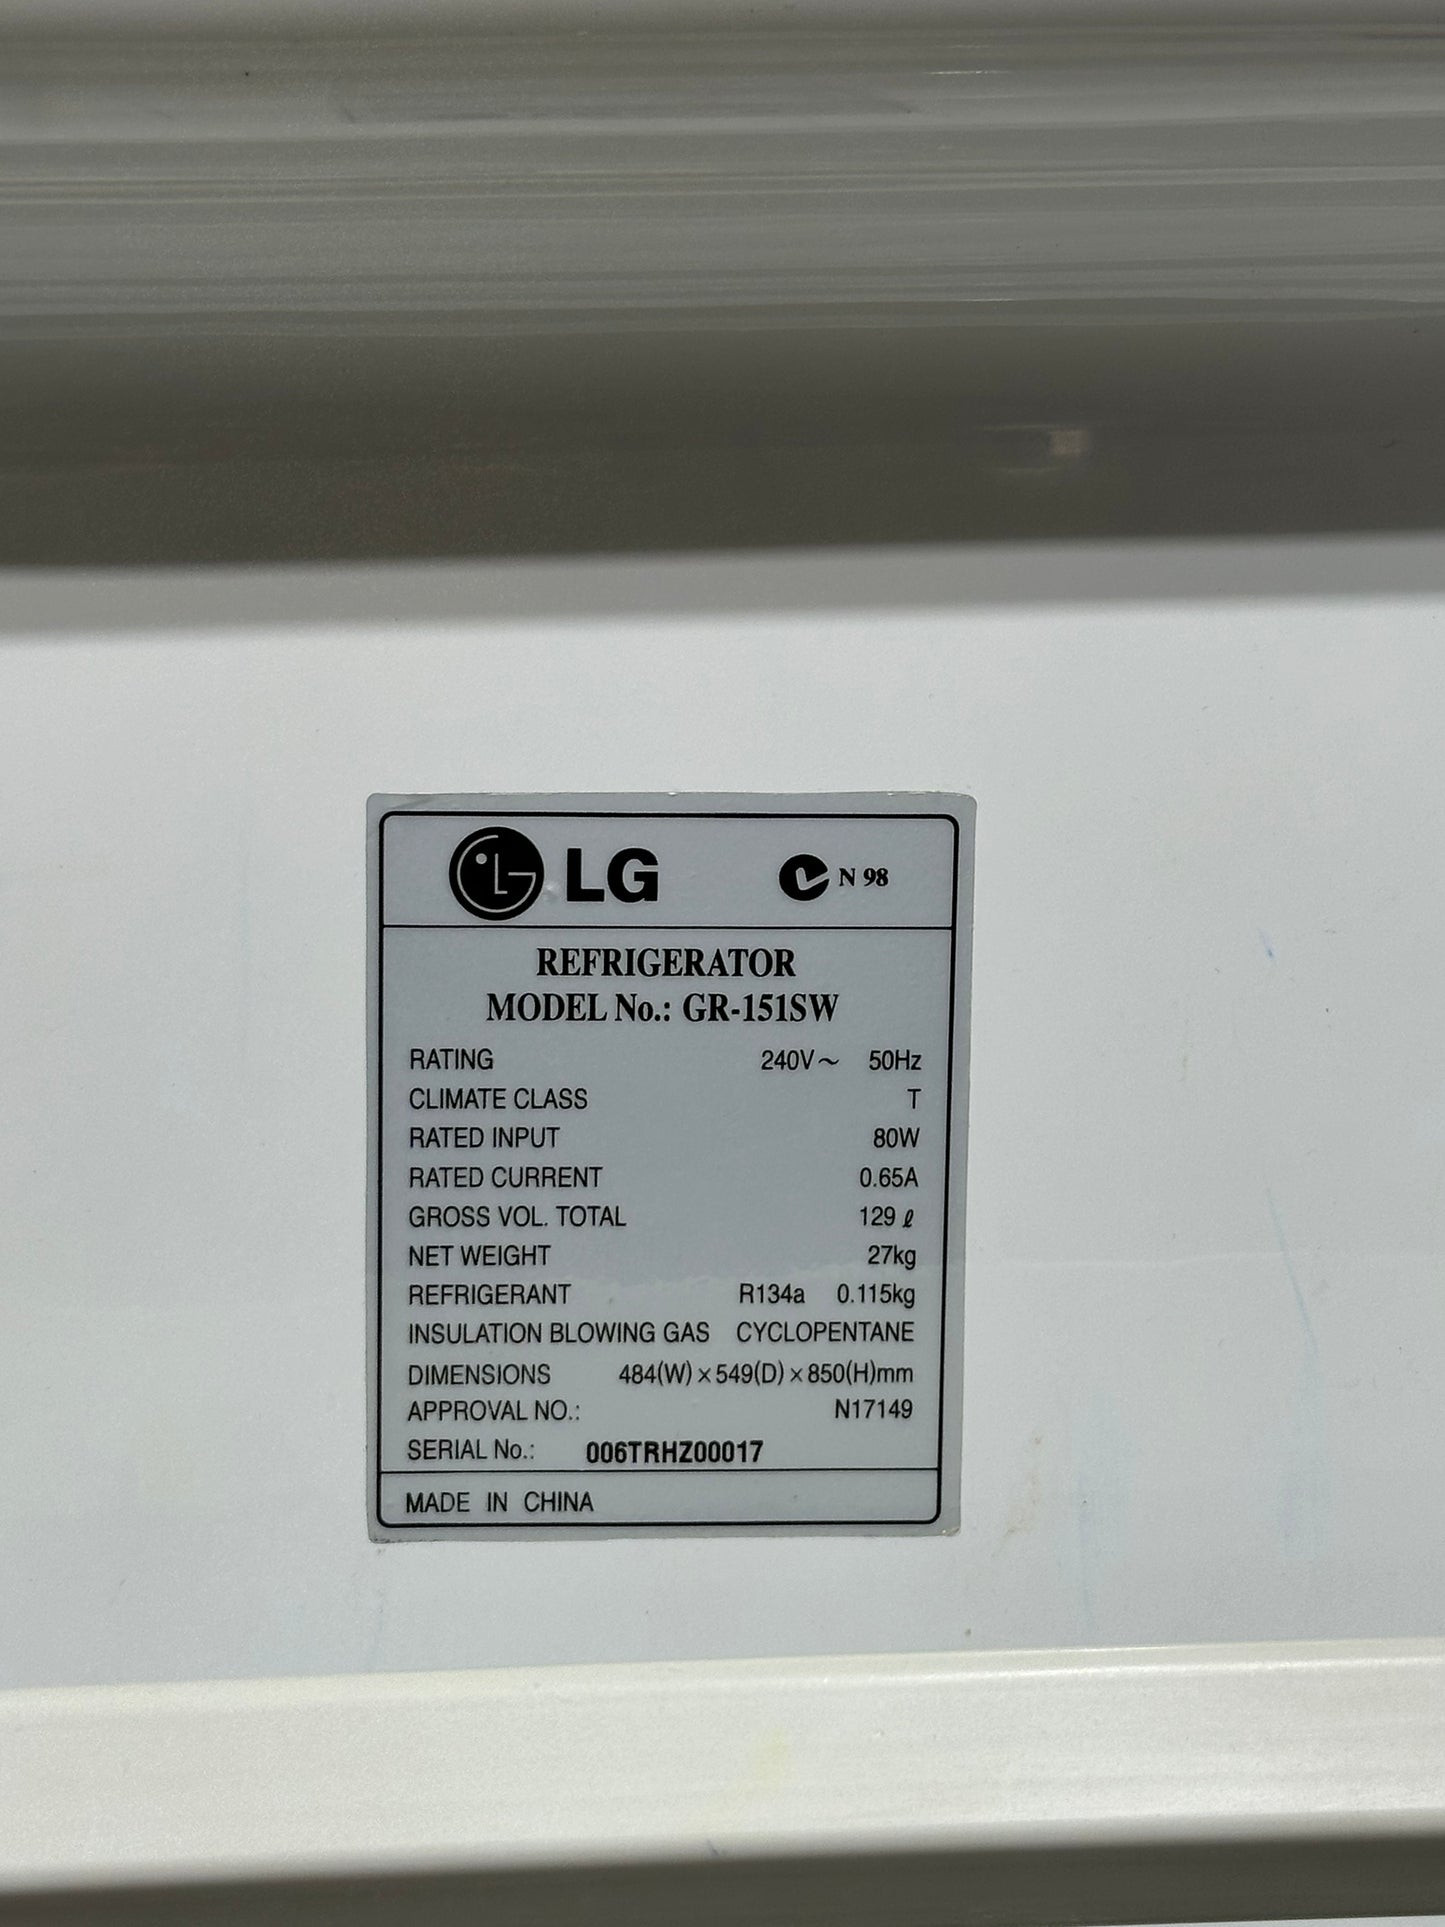 LG N 98
REFRIGERATOR
MODEL No.: GR-151SW
RATING 240V~ 50Hz
CLIMATE CLASS T
RATED INPUT 80W
RATED CURRENT 0.65A
GROSS VOL. TOTAL 129 ℓ
NET WEIGHT 27kg
REFRIGERANT R134a 0.115kg
INSULATION BLOWING GAS CYCLOPENTANE
DIMENSIONS 484(W)×549(D)×850(H)mm
APPROVAL NO.: N17149
SERIAL No.: 006TRHZ00017
MADE IN CHINA